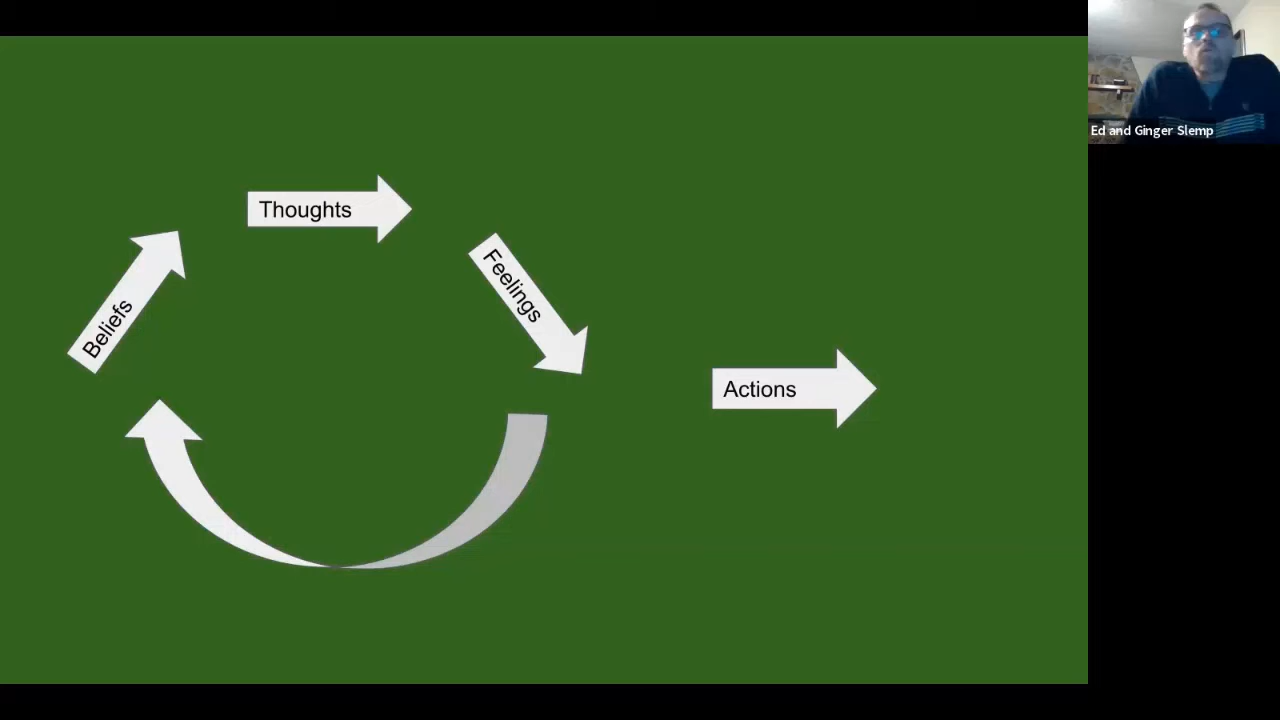 Thoughts
Feelings
Beliefs
Actions
Ed and Ginger Slemp